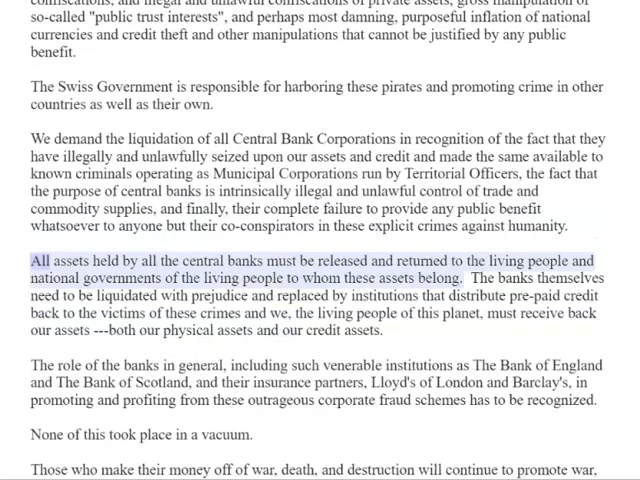 confiscations, and illegal and unlawful confiscations of private assets, gross manipulation of
so-called "public trust interests", and perhaps most damning, purposeful inflation of national
currencies and credit theft and other manipulations that cannot be justified by any public
benefit.
The Swiss Government is responsible for harboring these pirates and promoting crime in other
countries as well as their own.
We demand the liquidation of all Central Bank Corporations in recognition of the fact that they
have illegally and unlawfully seized upon our assets and credit and made the same available to
known criminals operating as Municipal Corporations run by Territorial Officers, the fact that
the purpose of central banks is intrinsically illegal and unlawful control of trade and
commodity supplies, and finally, their complete failure to provide any public benefit
whatsoever to anyone but their co-conspirators in these explicit crimes against humanity.
All assets held by all the central banks must be released and returned to the living people and
national governments of the living people to whom these assets belong. The banks themselves
need to be liquidated with prejudice and replaced by institutions that distribute pre-paid credit
back to the victims of these crimes and we, the living people of this planet, must receive back
our assets ---both our physical assets and our credit assets.
The role of the banks in general, including such venerable institutions as The Bank of England
and The Bank of Scotland, and their insurance partners, Lloyd's of London and Barclay's, in
promoting and profiting from these outrageous corporate fraud schemes has to be recognized.
None of this took place in a vacuum.
Those who make their money off of war, death, and destruction will continue to promote war,